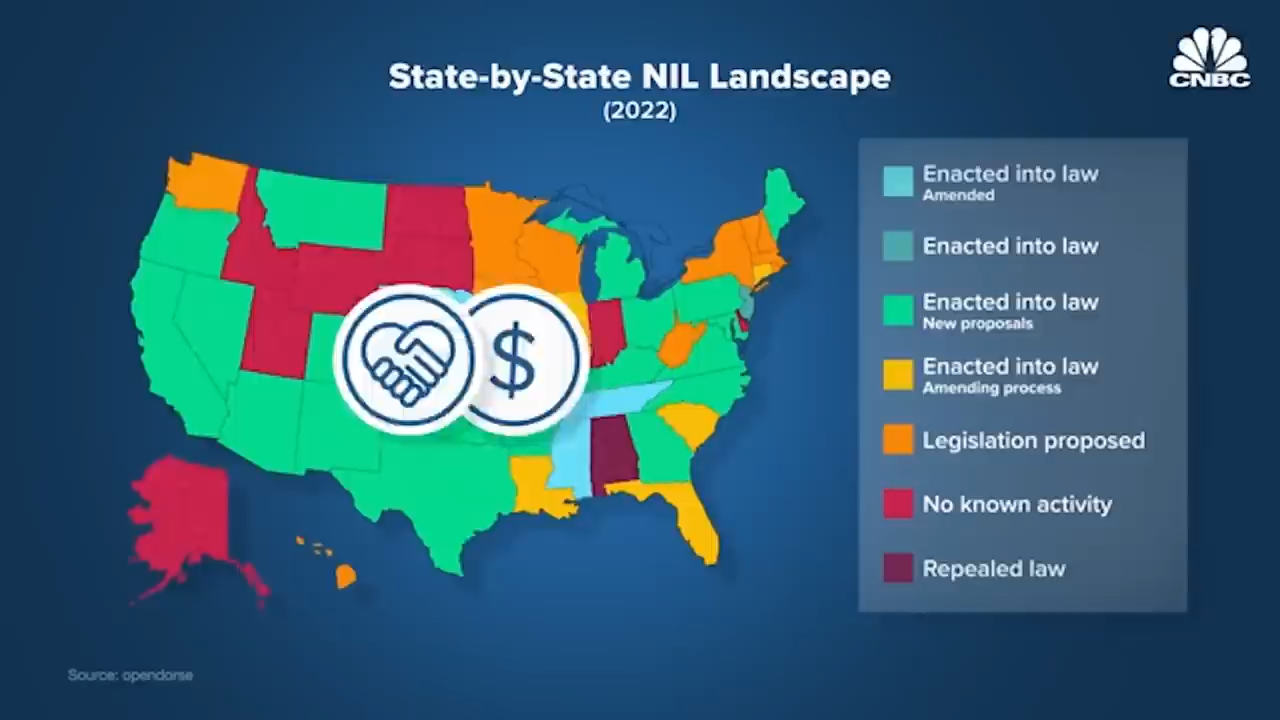 State-by-State NIL Landscape
(2022)
CNBC
Enacted into law
Amended
Enacted into law
Enacted into law
New proposals
Enacted into law
Amending process
Legislation proposed
No known activity
Repealed law
$
Source: opendorse